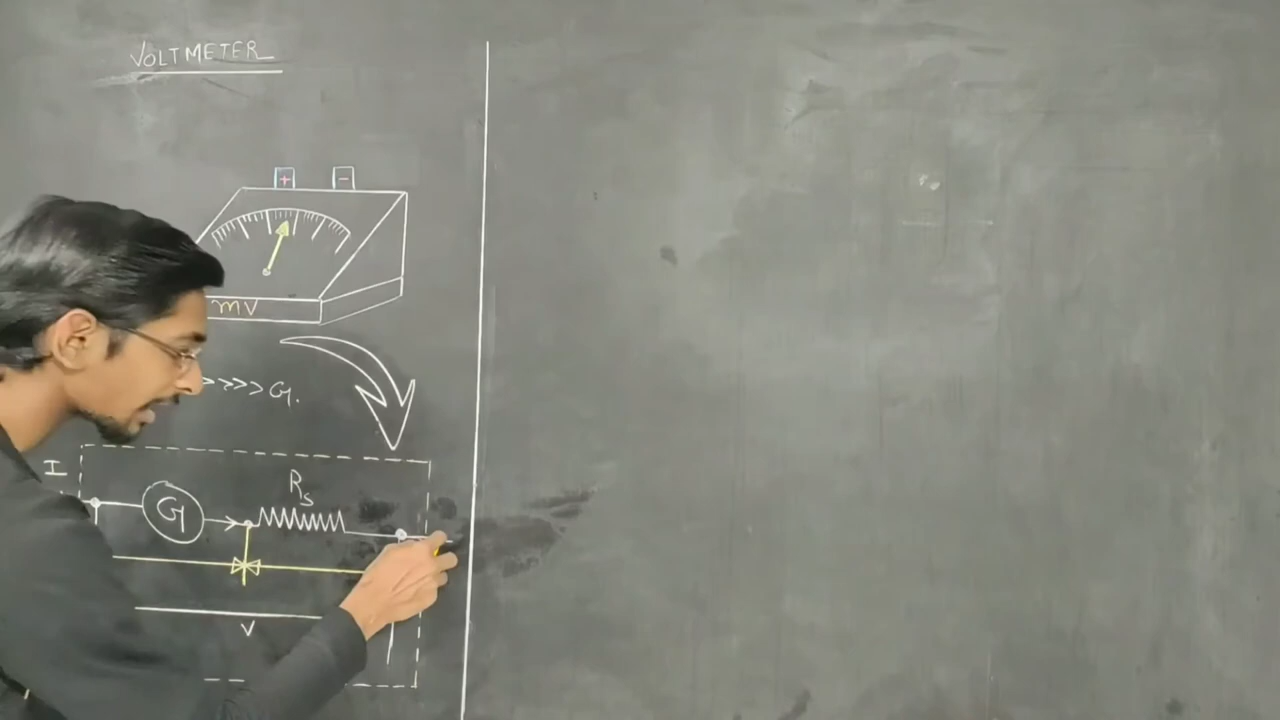 VOLTMETER
+ -
mV
>>>> G.
I
G
Rs
V